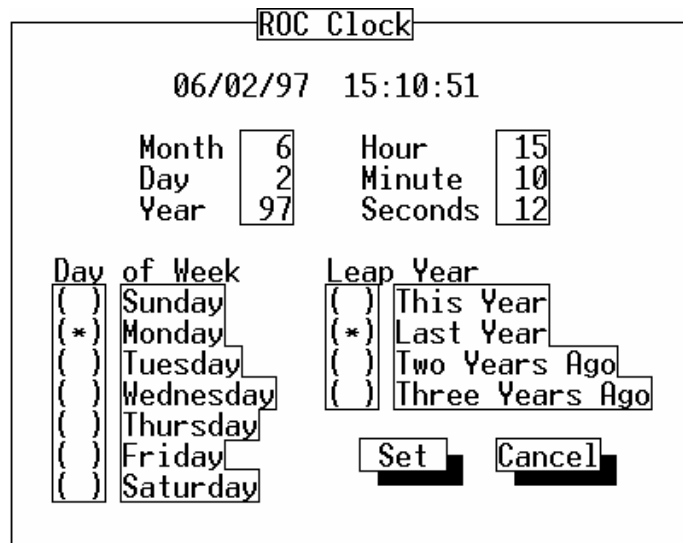 ROC Clock
06/02/97 15:10:51
Month 6 Hour 15
Day 2 Minute 10
Year 97 Seconds 12
Day of Week Leap Year
( ) Sunday ( ) This Year
(*) Monday (*) Last Year
( ) Tuesday ( ) Two Years Ago
( ) Wednesday ( ) Three Years Ago
( ) Thursday
( ) Friday Set Cancel
( ) Saturday